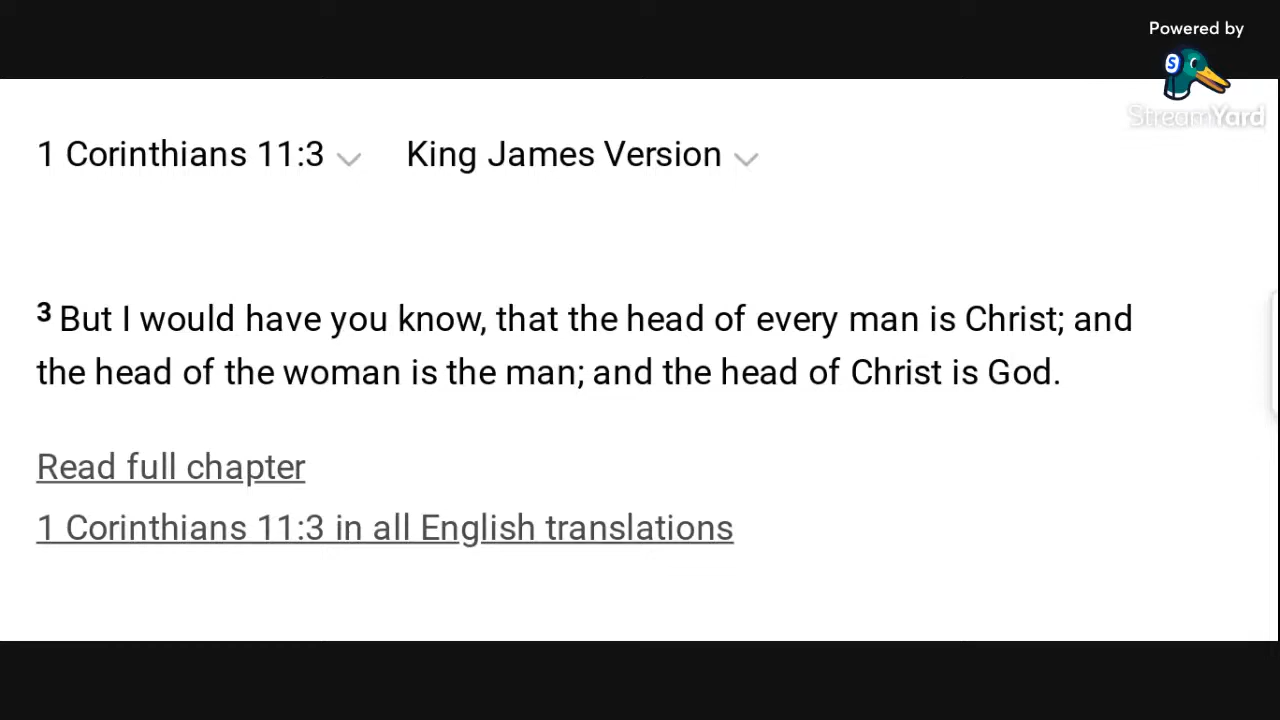 Powered by
S
StreamYard
1 Corinthians 11:3 King James Version
3 But I would have you know, that the head of every man is Christ; and
the head of the woman is the man; and the head of Christ is God.
Read full chapter
1 Corinthians 11:3 in all English translations